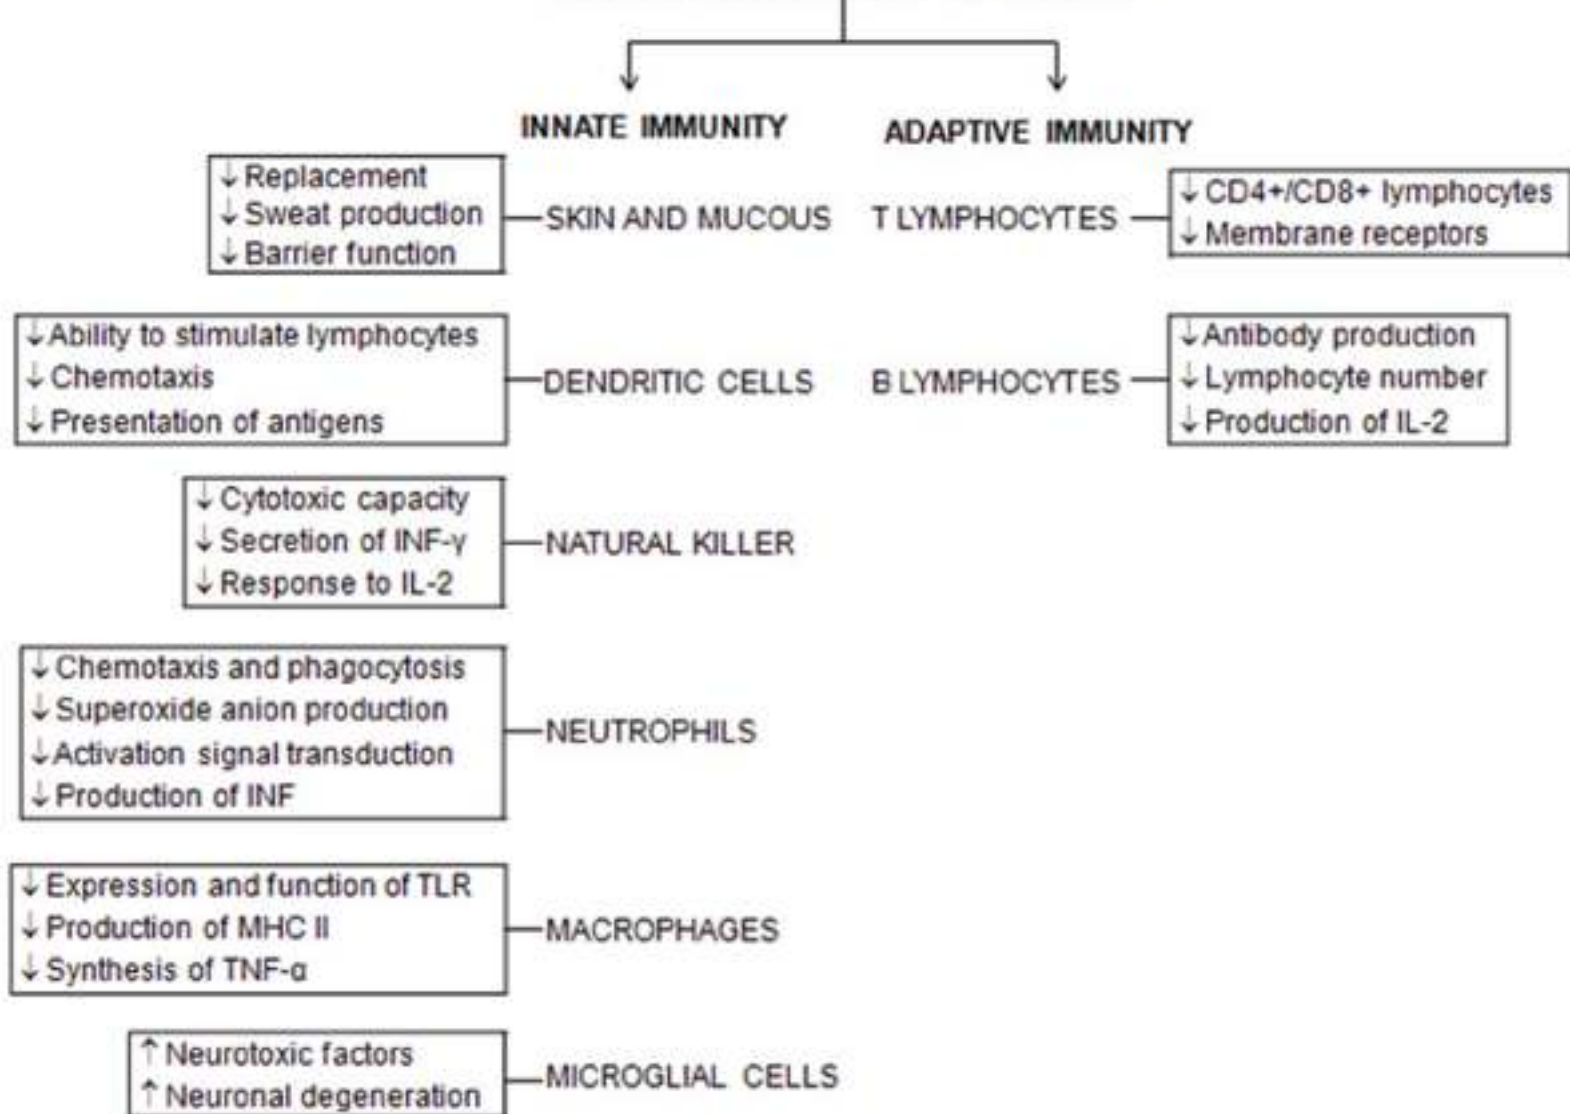 INNATE IMMUNITY
↓ Replacement
↓ Sweat production
↓ Barrier function
SKIN AND MUCOUS
↓ Ability to stimulate lymphocytes
↓ Chemotaxis
↓ Presentation of antigens
DENDRITIC CELLS
↓ Cytotoxic capacity
↓ Secretion of INF-γ
↓ Response to IL-2
NATURAL KILLER
↓ Chemotaxis and phagocytosis
↓ Superoxide anion production
↓ Activation signal transduction
↓ Production of INF
NEUTROPHILS
↓ Expression and function of TLR
↓ Production of MHC II
↓ Synthesis of TNF-α
MACROPHAGES
↑ Neurotoxic factors
↑ Neuronal degeneration
MICROGLIAL CELLS
ADAPTIVE IMMUNITY
T LYMPHOCYTES
↓ CD4+/CD8+ lymphocytes
↓ Membrane receptors
B LYMPHOCYTES
↓ Antibody production
↓ Lymphocyte number
↓ Production of IL-2